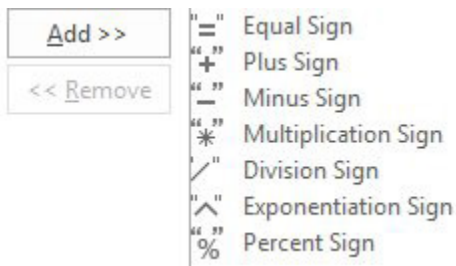 Add >>
<< Remove
"=" Equal Sign
“+” Plus Sign
“−” Minus Sign
“*” Multiplication Sign
"/" Division Sign
"^" Exponentiation Sign
“%” Percent Sign